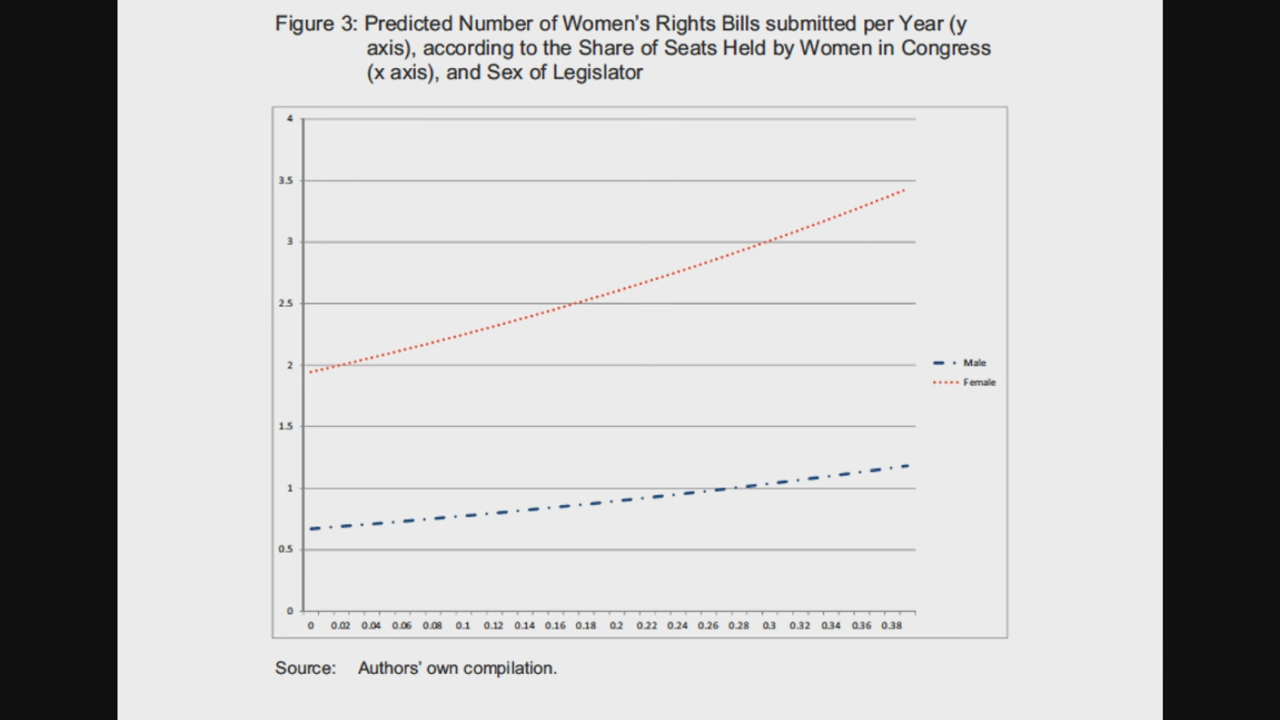 Figure 3: Predicted Number of Women’s Rights Bills submitted per Year (y
axis), according to the Share of Seats Held by Women in Congress
(x axis), and Sex of Legislator
4
3.5
3
2.5
2
1.5
1
0.5
0
0 0.02 0.04 0.06 0.08 0.1 0.12 0.14 0.16 0.18 0.2 0.22 0.24 0.26 0.28 0.3 0.32 0.34 0.36 0.38
Male
Female
Source: Authors’ own compilation.